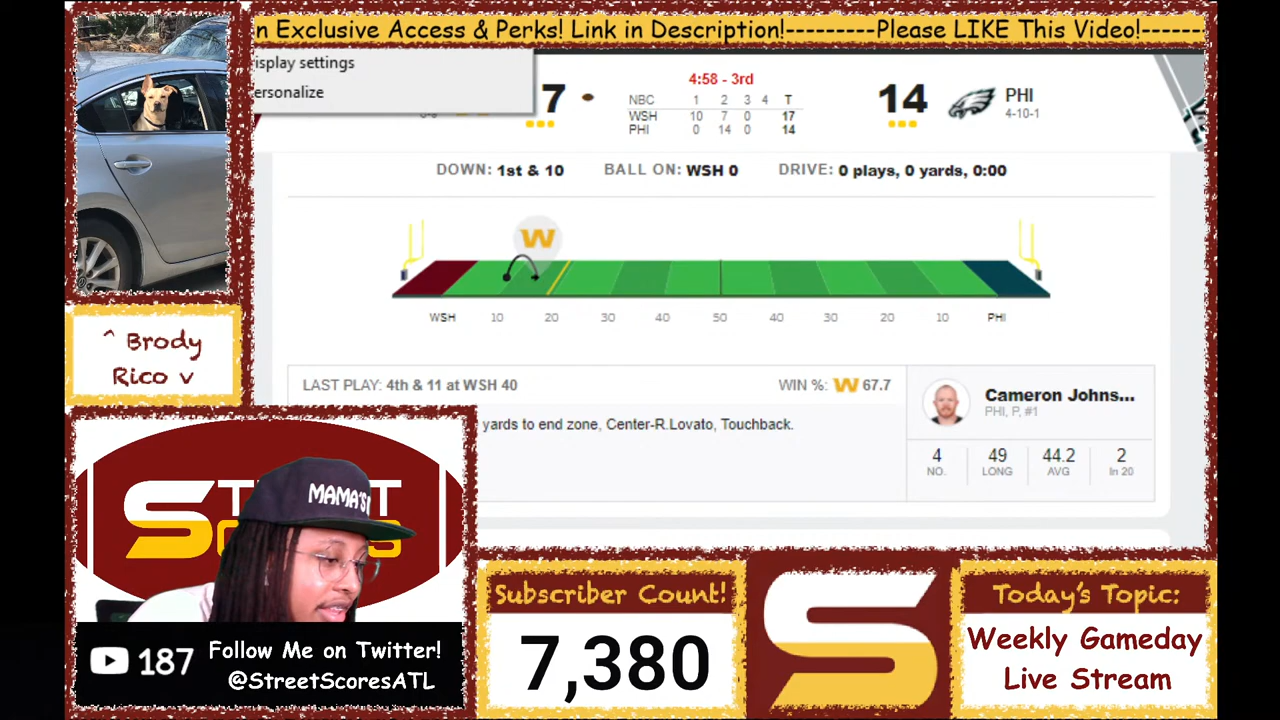 n Exclusive Access & Perks! Link in Description!---------Please LIKE This Video!------
isplay settings
ersonalize
7
4:58 - 3rd
NBC 1 2 3 4 T
WSH 10 7 0 17
PHI 0 14 0 14
14
PHI
4-10-1
DOWN: 1st & 10
BALL ON: WSH 0
DRIVE: 0 plays, 0 yards, 0:00
W
WSH 10 20 30 40 50 40 30 20 10 PHI
LAST PLAY: 4th & 11 at WSH 40
WIN %: W 67.7
yards to end zone, Center-R.Lovato, Touchback.
Cameron Johns...
PHI, P, #1
4 49 44.2 2
NO. LONG AVG In 20
^ Brody
Rico v
MAMA'S
187
Follow Me on Twitter!
@StreetScoresATL
Subscriber Count!
7,380
S
Today's Topic:
Weekly Gameday
Live Stream